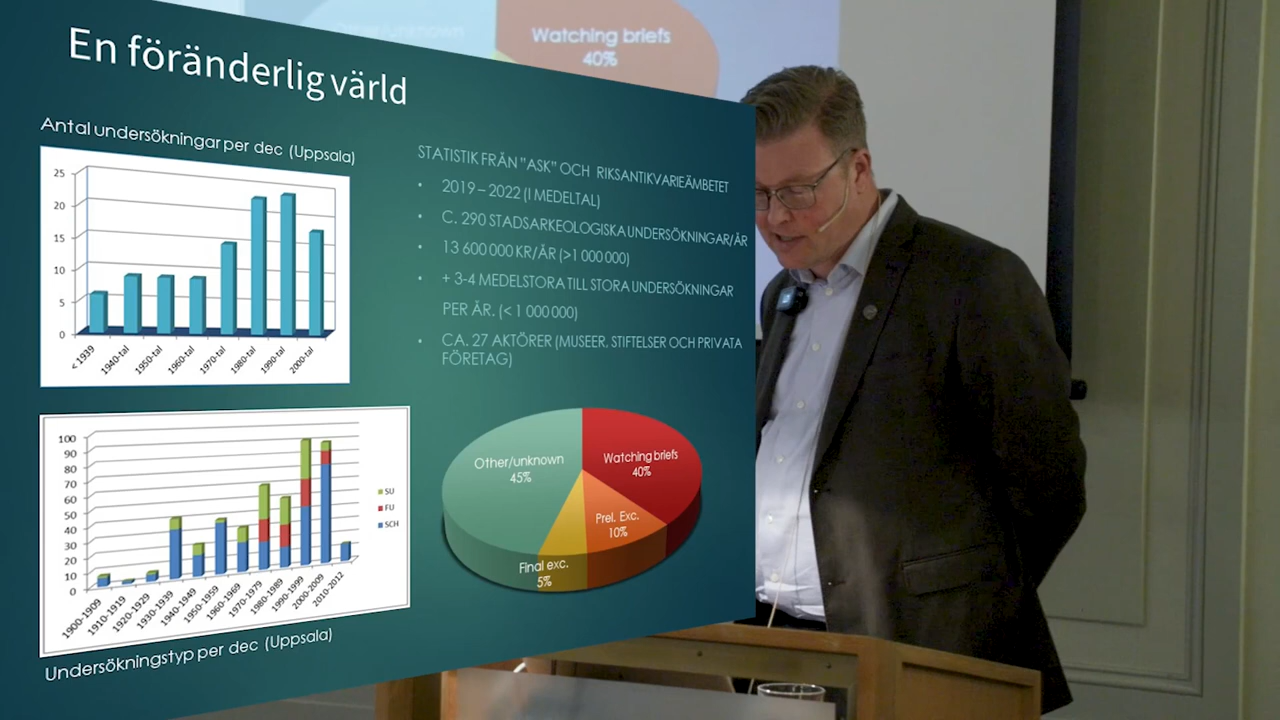 Watching briefs
40%
En föränderlig värld
Antal undersökningar per dec (Uppsala)
25
20
15
10
5
0
< 1939
1940-tal
1950-tal
1960-tal
1970-tal
1980-tal
1990-tal
2000-tal
STATISTIK FRÅN "ASK" OCH RIKSANTIKVARIEÄMBETET
• 2019 – 2022 (I MEDELTAL)
• C. 290 STADSARKEOLOGISKA UNDERSÖKNINGAR/ÅR
• 13 600 000 KR/ÅR (>1 000 000)
• + 3-4 MEDELSTORA TILL STORA UNDERSÖKNINGAR
PER ÅR. (< 1 000 000)
• CA. 27 AKTÖRER (MUSEER, STIFTELSER OCH PRIVATA
FÖRETAG)
100
90
80
70
60
50
40
30
20
10
0
1900-1909
1910-1919
1920-1929
1930-1939
1940-1949
1950-1959
1960-1969
1970-1979
1980-1989
1990-1999
2000-2009
2010-2012
SU
FU
SCH
Undersökningstyp per dec (Uppsala)
Other/unknown
45%
Watching briefs
40%
Prel. Exc.
10%
Final exc.
5%